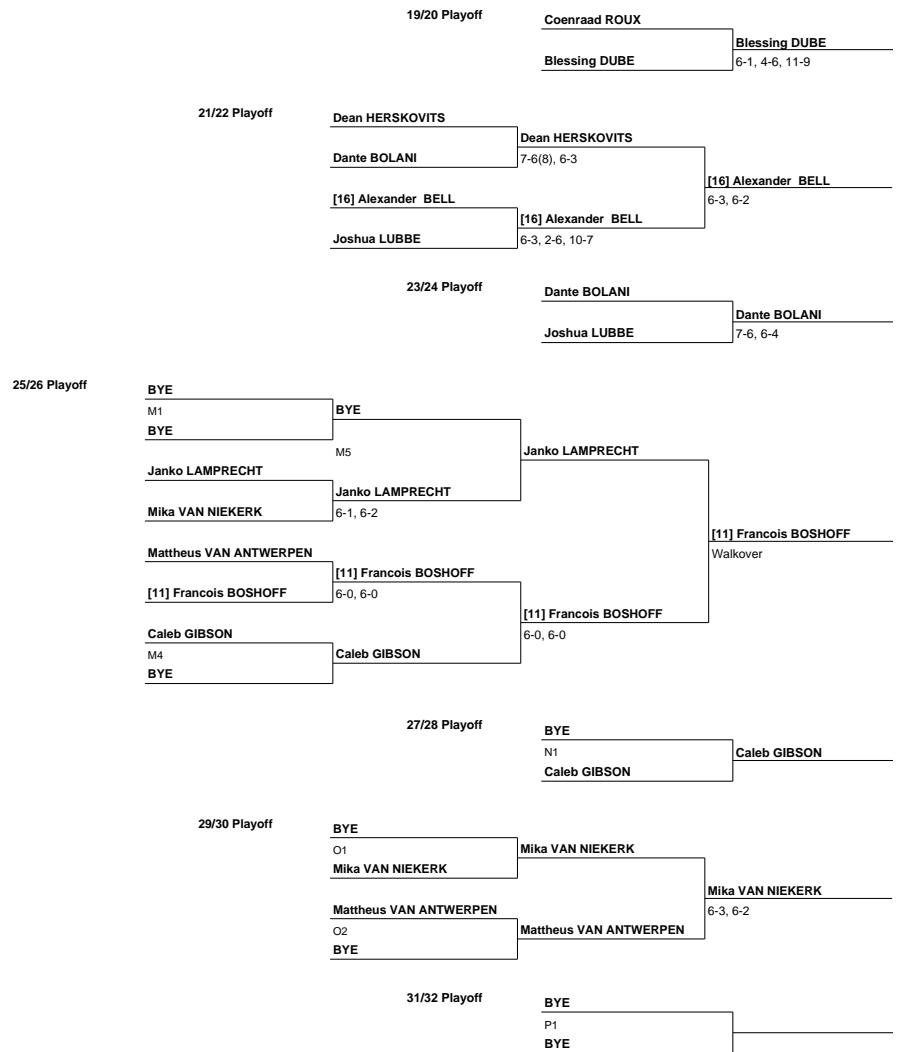 19/20 Playoff
Coenraad ROUX
Blessing DUBE
Blessing DUBE
6-1, 4-6, 11-9
21/22 Playoff
Dean HERSKOVITS
Dean HERSKOVITS
Dante BOLANI
7-6(8), 6-3
[16] Alexander BELL
[16] Alexander BELL
6-3, 6-2
[16] Alexander BELL
Joshua LUBBE
6-3, 2-6, 10-7
23/24 Playoff
Dante BOLANI
Dante BOLANI
Joshua LUBBE
7-6, 6-4
25/26 Playoff
BYE
M1
BYE
BYE
M5
Janko LAMPRECHT
Janko LAMPRECHT
Janko LAMPRECHT
Mika VAN NIEKERK
6-1, 6-2
[11] Francois BOSHOFF
Walkover
Mattheus VAN ANTWERPEN
[11] Francois BOSHOFF
[11] Francois BOSHOFF
6-0, 6-0
[11] Francois BOSHOFF
6-0, 6-0
Caleb GIBSON
M4
Caleb GIBSON
BYE
27/28 Playoff
BYE
N1
Caleb GIBSON
Caleb GIBSON
29/30 Playoff
BYE
O1
Mika VAN NIEKERK
Mika VAN NIEKERK
Mika VAN NIEKERK
6-3, 6-2
Mattheus VAN ANTWERPEN
O2
Mattheus VAN ANTWERPEN
BYE
31/32 Playoff
BYE
P1
BYE